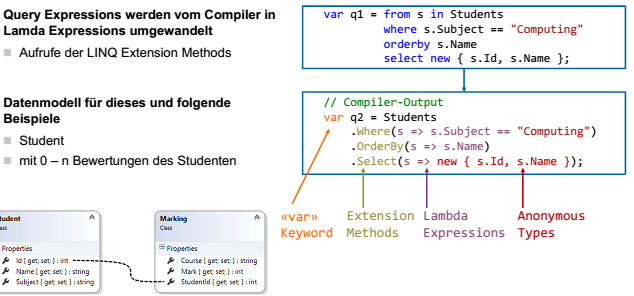 Query Expressions werden vom Compiler in
Lamda Expressions umgewandelt
Aufrufe der LINQ Extension Methods
Datenmodell für dieses und folgende
Beispiele
Student
mit 0 – n Bewertungen des Studenten
var q1 = from s in Students
where s.Subject == "Computing"
orderby s.Name
select new { s.Id, s.Name };
// Compiler-Output
var q2 = Students
.Where(s => s.Subject == "Computing")
.OrderBy(s => s.Name)
.Select(s => new { s.Id, s.Name });
«var»
Keyword
Extension
Methods
Lambda
Expressions
Anonymous
Types
tudent
ass
Properties
Id { get; set; } : int
Name { get; set; } : string
Subject { get; set; } : string
Marking
Class
Properties
Course { get; set; } : string
Mark { get; set; } : int
StudentId { get; set; } : int